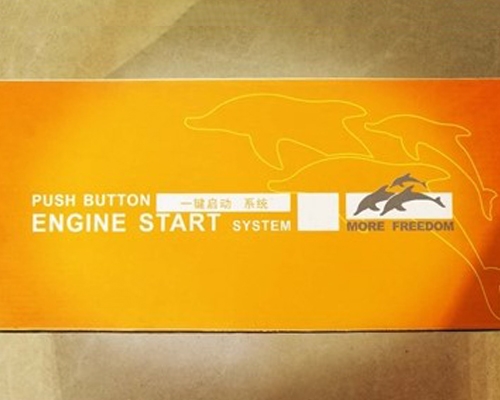 PUSH BUTTON 一键启动 系统
ENGINE START SYSTEM
MORE FREEDOM